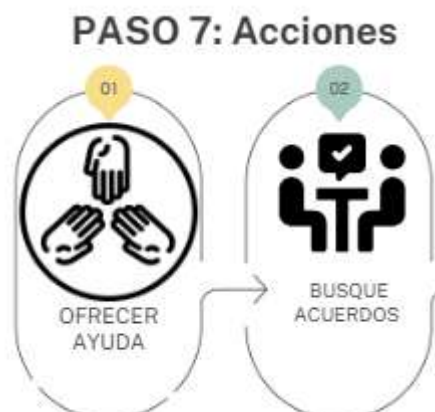 PASO 7: Acciones
01
OFRECER
AYUDA
02
BUSQUE
ACUERDOS